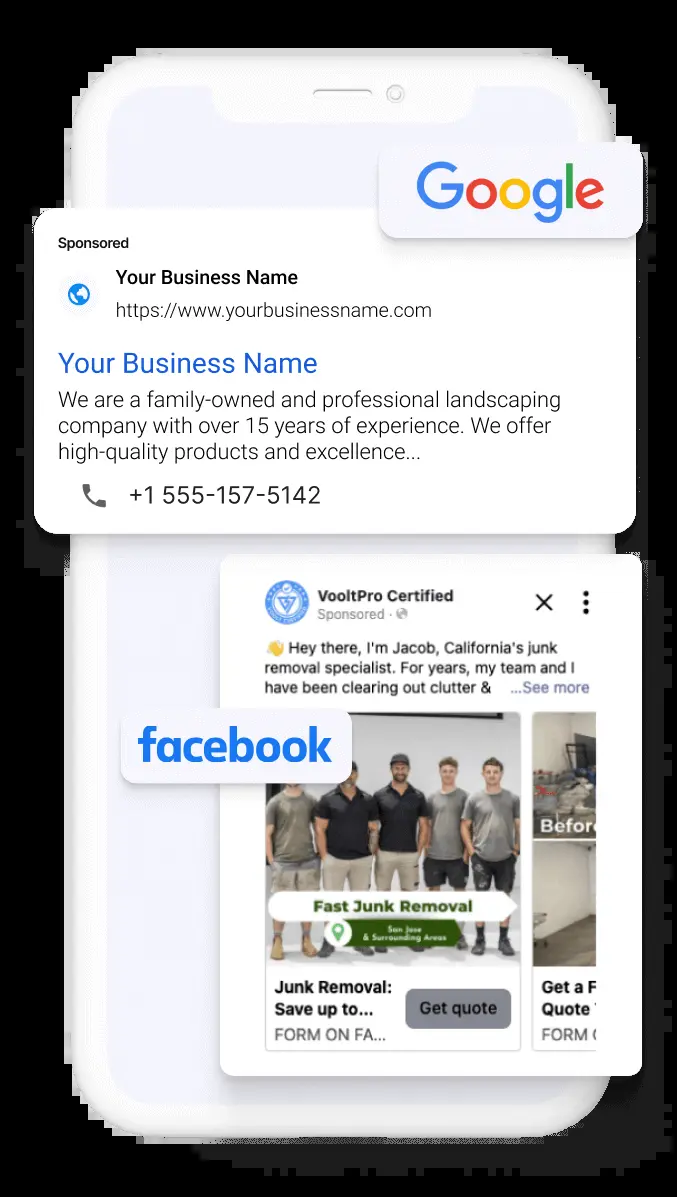 Google
Sponsored
Your Business Name
https://www.yourbusinessname.com
Your Business Name
We are a family-owned and professional landscaping
company with over 15 years of experience. We offer
high-quality products and excellence...
+1 555-157-5142
VooltPro Certified
Sponsored ·
👋 Hey there, I'm Jacob, California's junk
removal specialist. For years, my team and I
have been clearing out clutter & ...See more
facebook
Befor
Fast Junk Removal
San Jose
& Surrounding Areas
Junk Removal:
Save up to...
FORM ON FA...
Get quote
Get a F
Quote
FORM